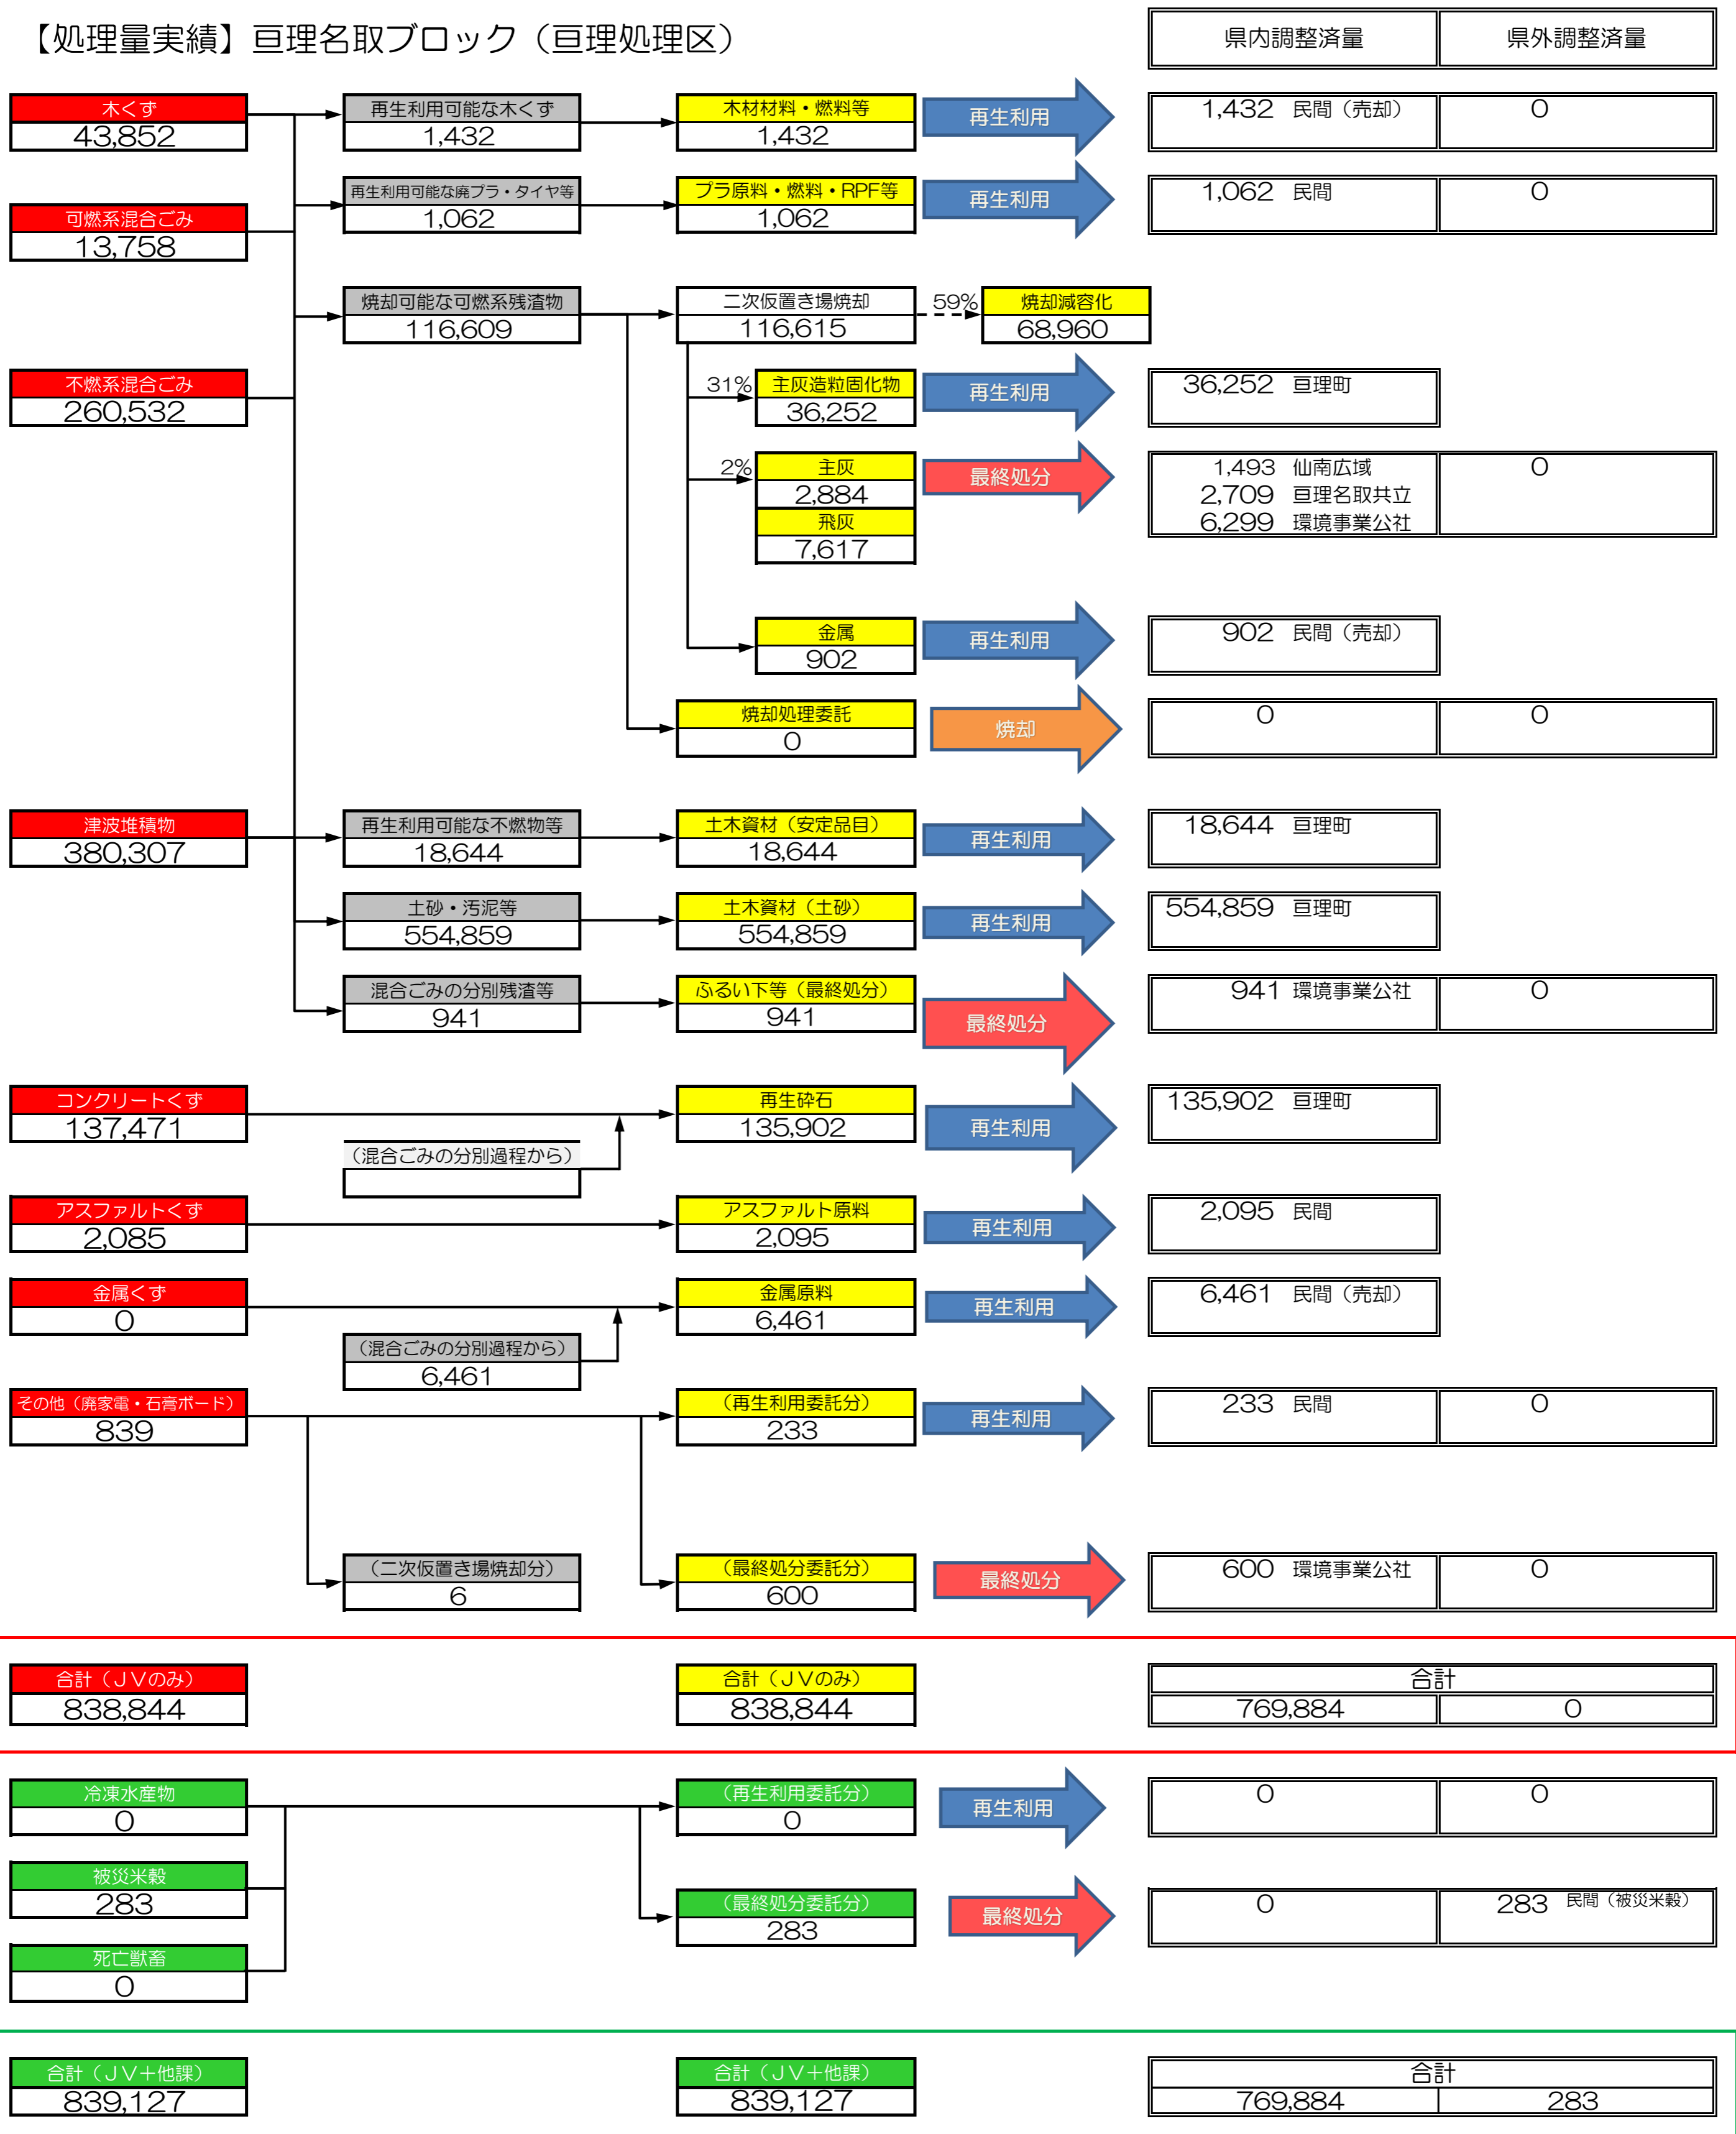 【処理量実績】亘理名取ブロック（亘理処理区）
県内調整済量 県外調整済量
木くず 再生利用可能な木くず 木材材料・燃料等 再生利用 1,432 民間（売却） 0
43,852 1,432 1,432
再生利用可能な廃プラ・タイヤ等 プラ原料・燃料・RPF等 再生利用 1,062 民間 0
可燃系混合ごみ 1,062 1,062
13,758
焼却可能な可燃系残渣物 二次仮置き場焼却 59% 焼却減容化
116,609 116,615 68,960
不燃系混合ごみ 31% 主灰造粒固化物 再生利用 36,252 亘理町
260,532 36,252
2% 主灰 最終処分 1,493 仙南広域 0
2,884 2,709 亘理名取共立
飛灰 6,299 環境事業公社
7,617
金属 再生利用 902 民間（売却）
902
焼却処理委託 焼却 0 0
0
津波堆積物 再生利用可能な不燃物等 土木資材（安定品目） 再生利用 18,644 亘理町
380,307 18,644 18,644
土砂・汚泥等 土木資材（土砂） 再生利用 554,859 亘理町
554,859 554,859
混合ごみの分別残渣等 ふるい下等（最終処分） 最終処分 941 環境事業公社 0
941 941
コンクリートくず 再生砕石 再生利用 135,902 亘理町
137,471 135,902
（混合ごみの分別過程から）
アスファルトくず アスファルト原料 再生利用 2,095 民間
2,085 2,095
金属くず 金属原料 再生利用 6,461 民間（売却）
0 6,461
（混合ごみの分別過程から）
6,461
その他（廃家電・石膏ボード） （再生利用委託分） 再生利用 233 民間 0
839 233
（二次仮置き場焼却分） （最終処分委託分） 最終処分 600 環境事業公社 0
6 600
合計（ＪＶのみ） 合計（ＪＶのみ） 合計
838,844 838,844 769,884 0
冷凍水産物 （再生利用委託分） 再生利用 0 0
0 0
被災米穀
283 （最終処分委託分） 最終処分 0 283 民間（被災米穀）
283
死亡獣畜
0
合計（ＪＶ＋他課） 合計（ＪＶ＋他課） 合計
839,127 839,127 769,884 283